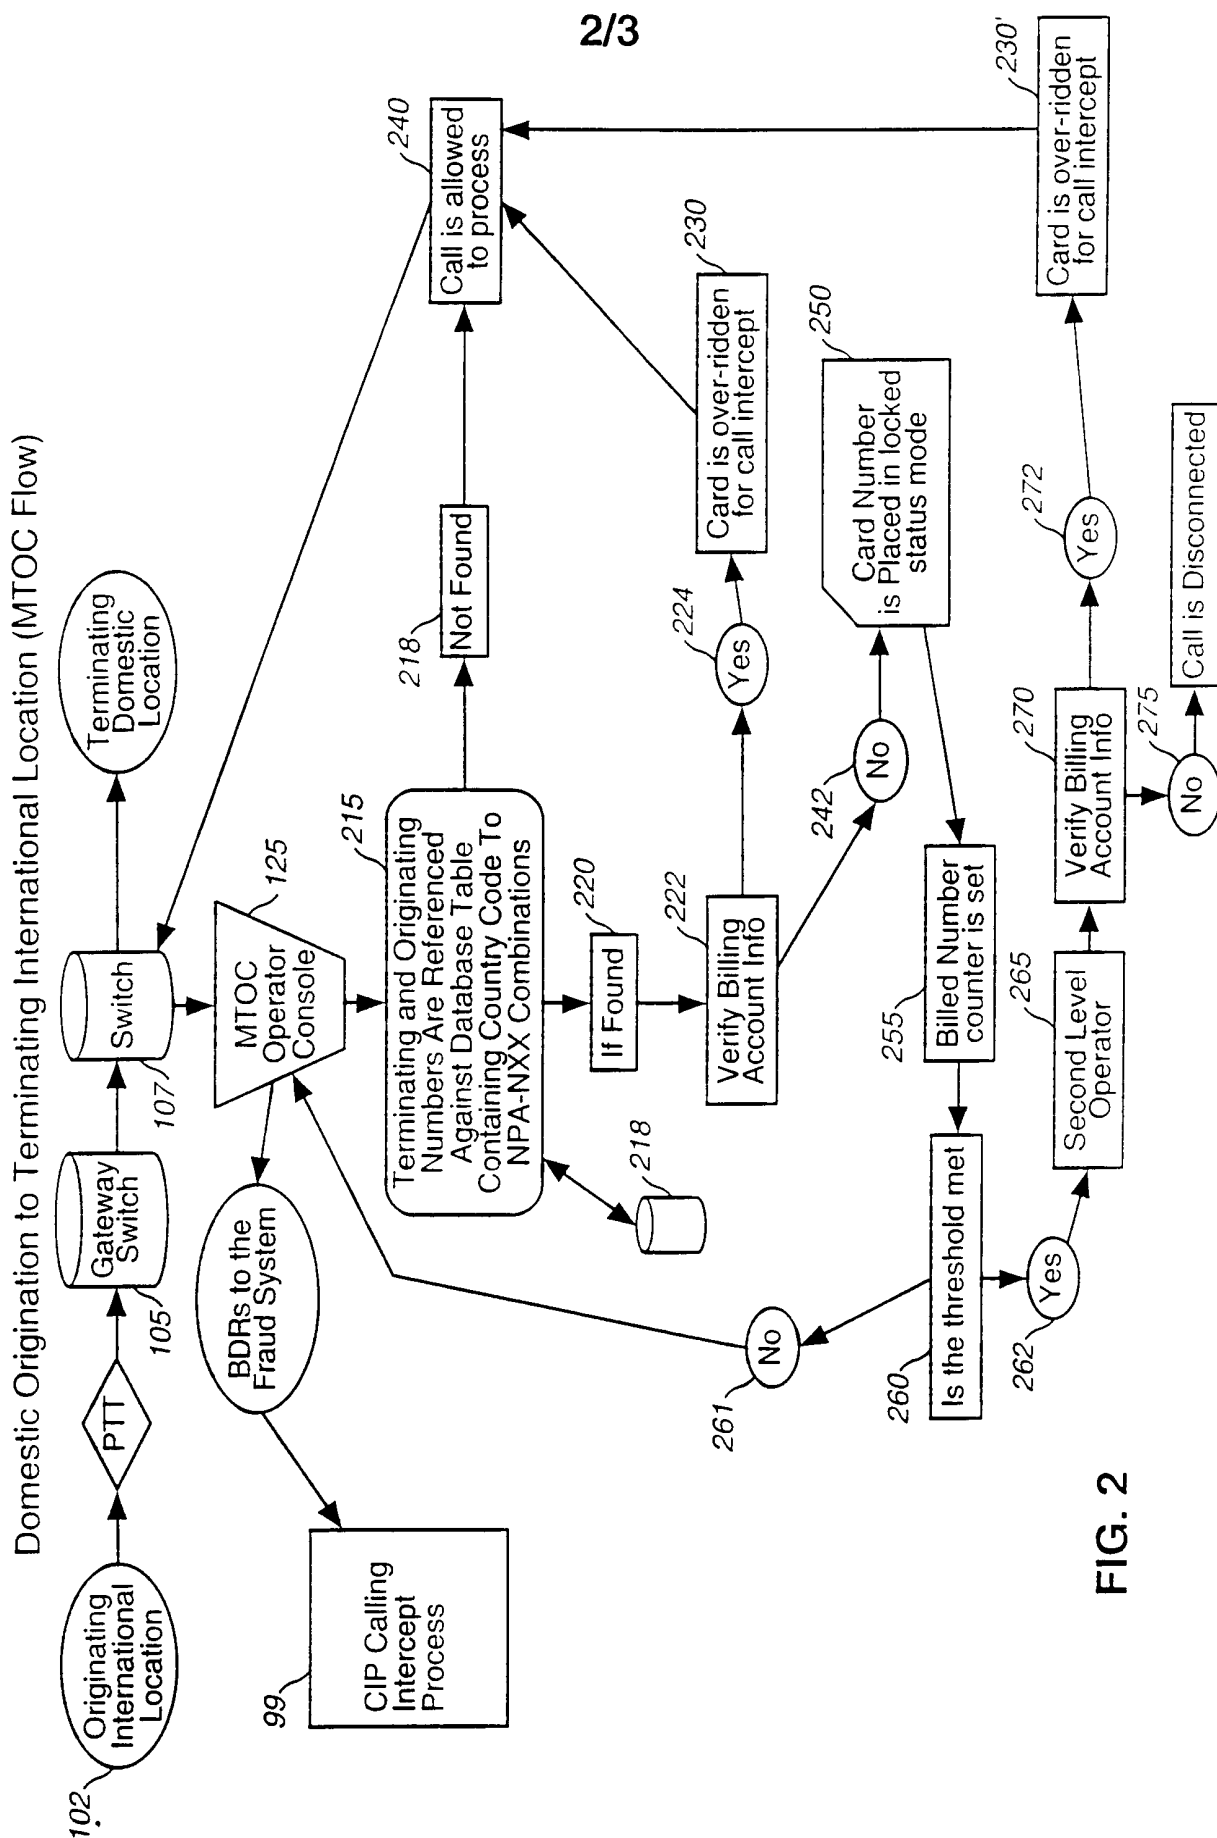 2/3
Domestic Origination to Terminating International Location (MTOC Flow)
102
Originating
International
Location
PTT
105
Gateway
Switch
107
Switch
Terminating
Domestic
Location
99
CIP Calling
Intercept
Process
BDRs to the
Fraud System
125
MTOC
Operator
Console
215
Terminating and Originating
Numbers Are Referenced
Against Database Table
Containing Country Code To
NPA-NXX Combinations
218
218
Not Found
240
Call is allowed
to process
220
If Found
222
Verify Billing
Account Info
224
Yes
230
Card is over-ridden
for call intercept
242
No
250
Card Number
is Placed in locked
status mode
255
Billed Number
counter is set
260
Is the threshold met
261
No
262
Yes
265
Second Level
Operator
270
Verify Billing
Account Info
272
Yes
230'
Card is over-ridden
for call intercept
275
No
Call is Disconnected
FIG. 2